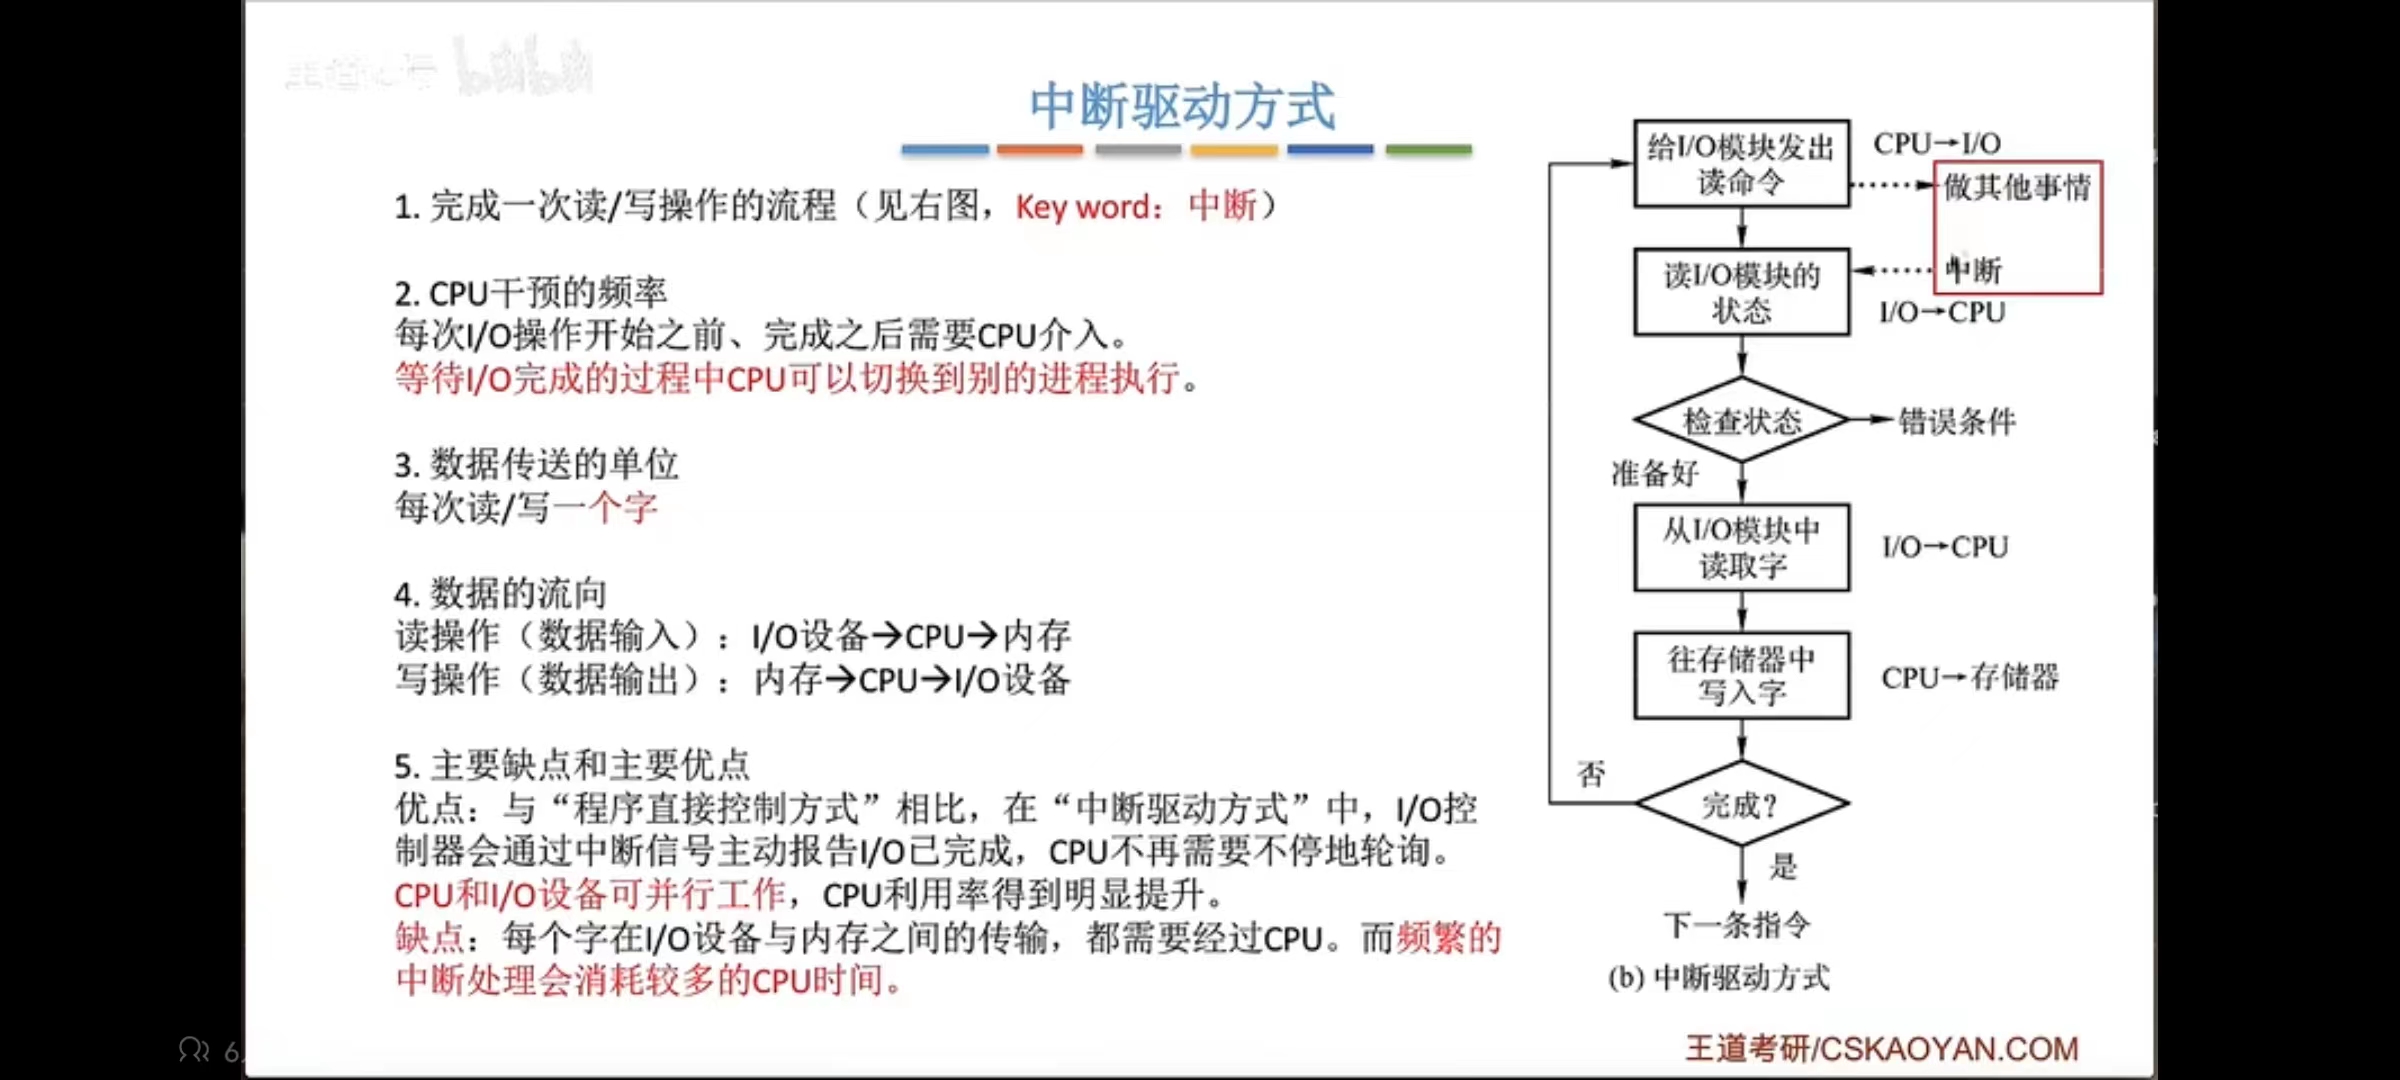 中断驱动方式
1. 完成一次读/写操作的流程（见右图，Key word：中断）
2. CPU干预的频率
每次I/O操作开始之前、完成之后需要CPU介入。
等待I/O完成的过程中CPU可以切换到别的进程执行。
3. 数据传送的单位
每次读/写一个字
4. 数据的流向
读操作（数据输入）：I/O设备→CPU→内存
写操作（数据输出）：内存→CPU→I/O设备
5. 主要缺点和主要优点
优点：与“程序直接控制方式”相比，在“中断驱动方式”中，I/O控
制器会通过中断信号主动报告I/O已完成，CPU不再需要不停地轮询。
CPU和I/O设备可并行工作，CPU利用率得到明显提升。
缺点：每个字在I/O设备与内存之间的传输，都需要经过CPU。而频繁的
中断处理会消耗较多的CPU时间。
给I/O模块发出
读命令
CPU→I/O
做其他事情
读I/O模块的
状态
中断
I/O→CPU
检查状态
错误条件
准备好
从I/O模块中
读取字
I/O→CPU
往存储器中
写入字
CPU→存储器
否
完成？
是
下一条指令
(b) 中断驱动方式
王道考研/CSKAOYAN.COM
bilibili